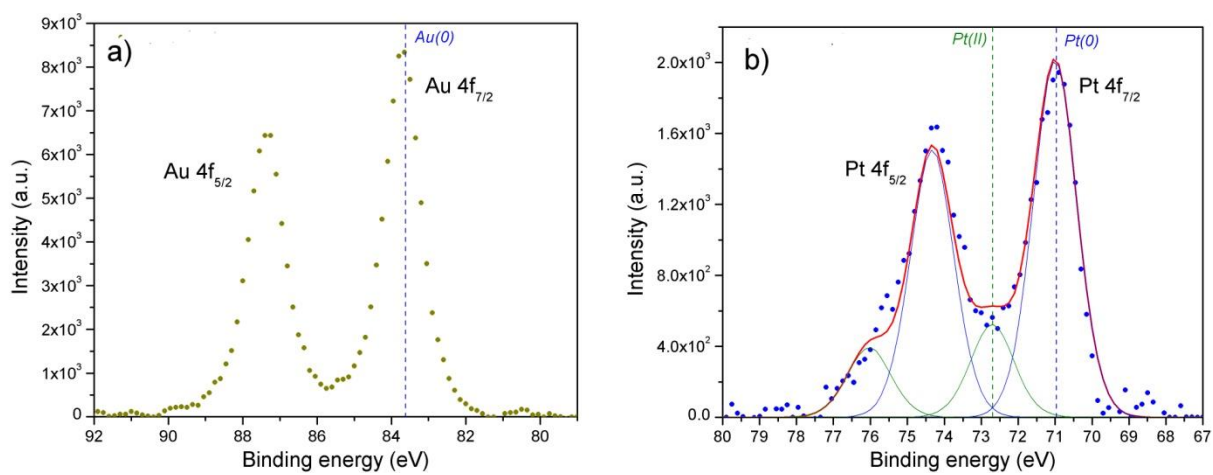 a)
Au(0)
Au 4f7/2
Au 4f5/2
Intensity (a.u.)
9x10³
8x10³
7x10³
6x10³
5x10³
4x10³
3x10³
2x10³
1x10³
0
92 90 88 86 84 82 80
Binding energy (eV)
b)
Pt(II)
Pt(0)
Pt 4f7/2
Pt 4f5/2
Intensity (a.u.)
2.0x10³
1.6x10³
1.2x10³
8.0x10²
4.0x10²
0.0
80 79 78 77 76 75 74 73 72 71 70 69 68 67
Binding energy (eV)